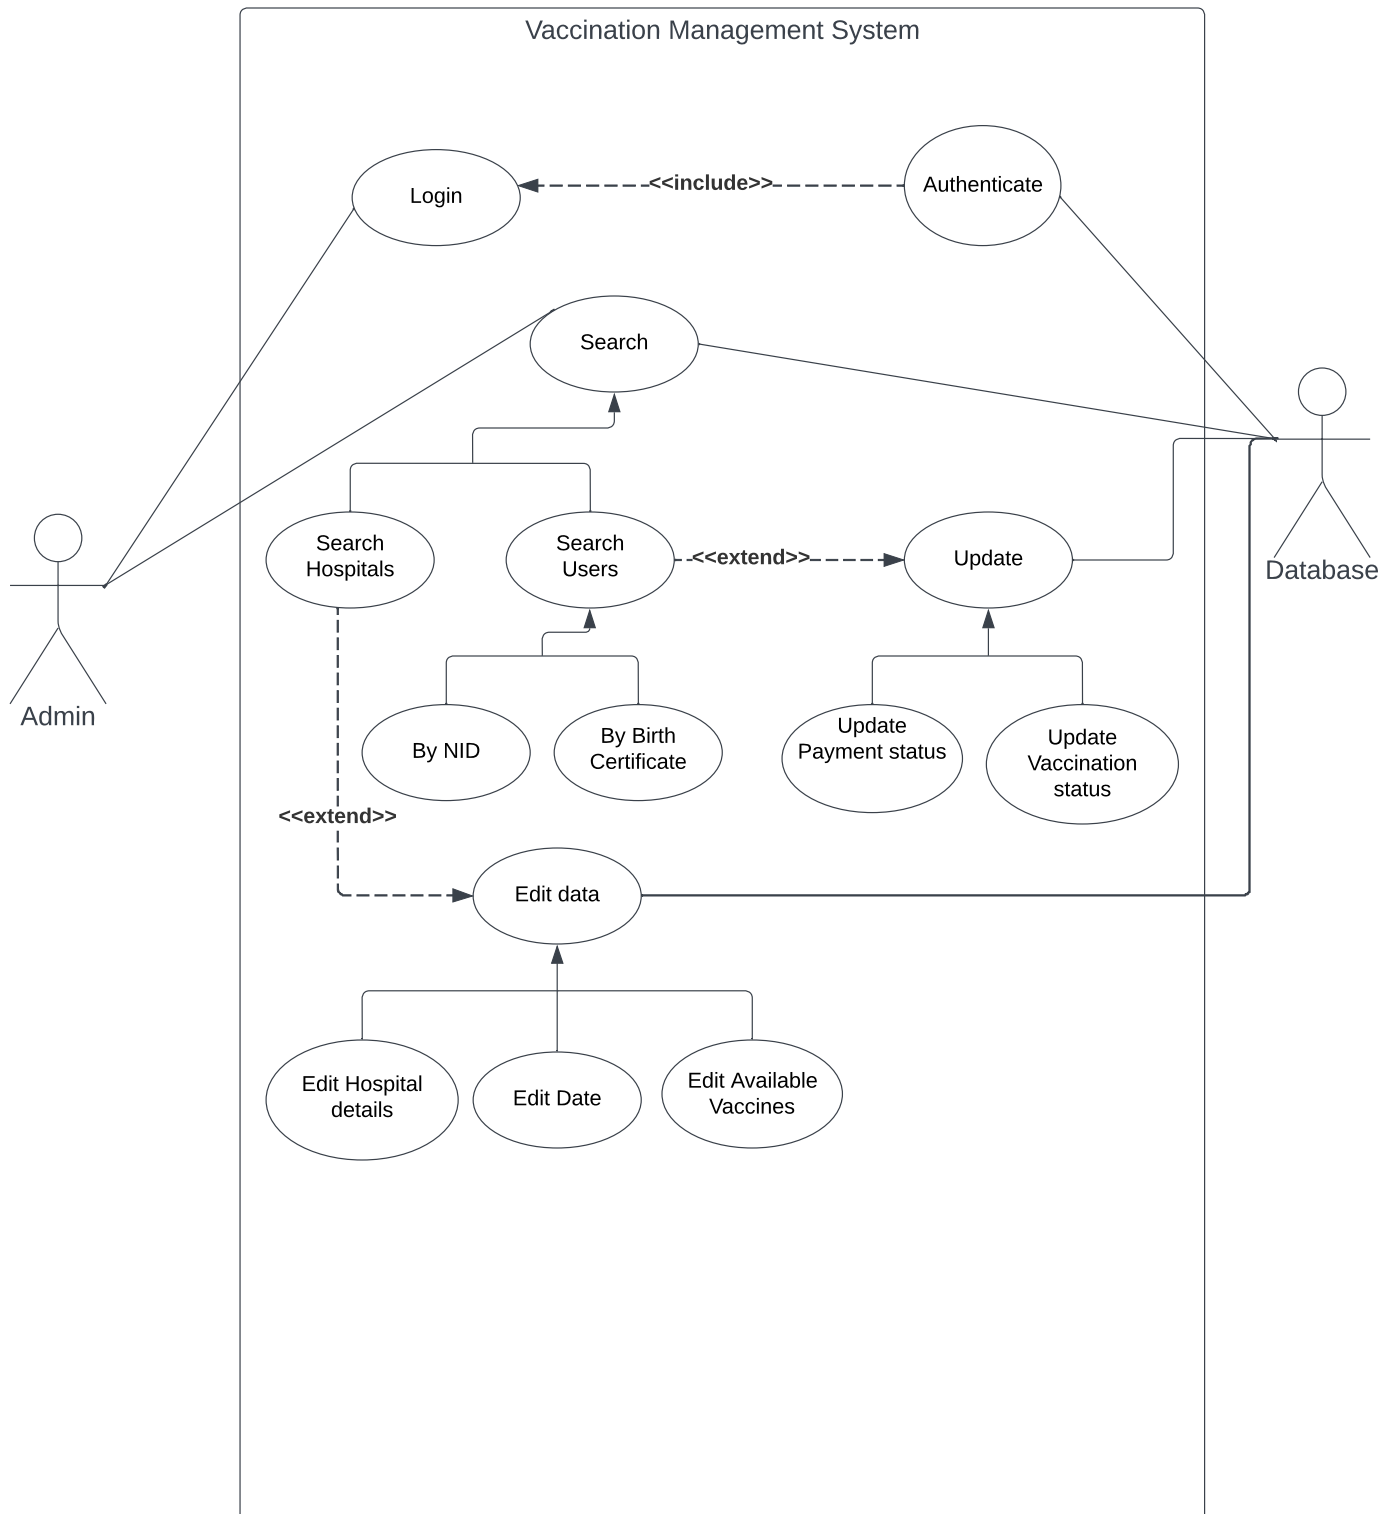 Vaccination Management System
Login
<<include>>
Authenticate
Search
Search
Hospitals
Search
Users
<<extend>>
Update
Database
Admin
By NID
By Birth
Certificate
Update
Payment status
Update
Vaccination
status
<<extend>>
Edit data
Edit Hospital
details
Edit Date
Edit Available
Vaccines